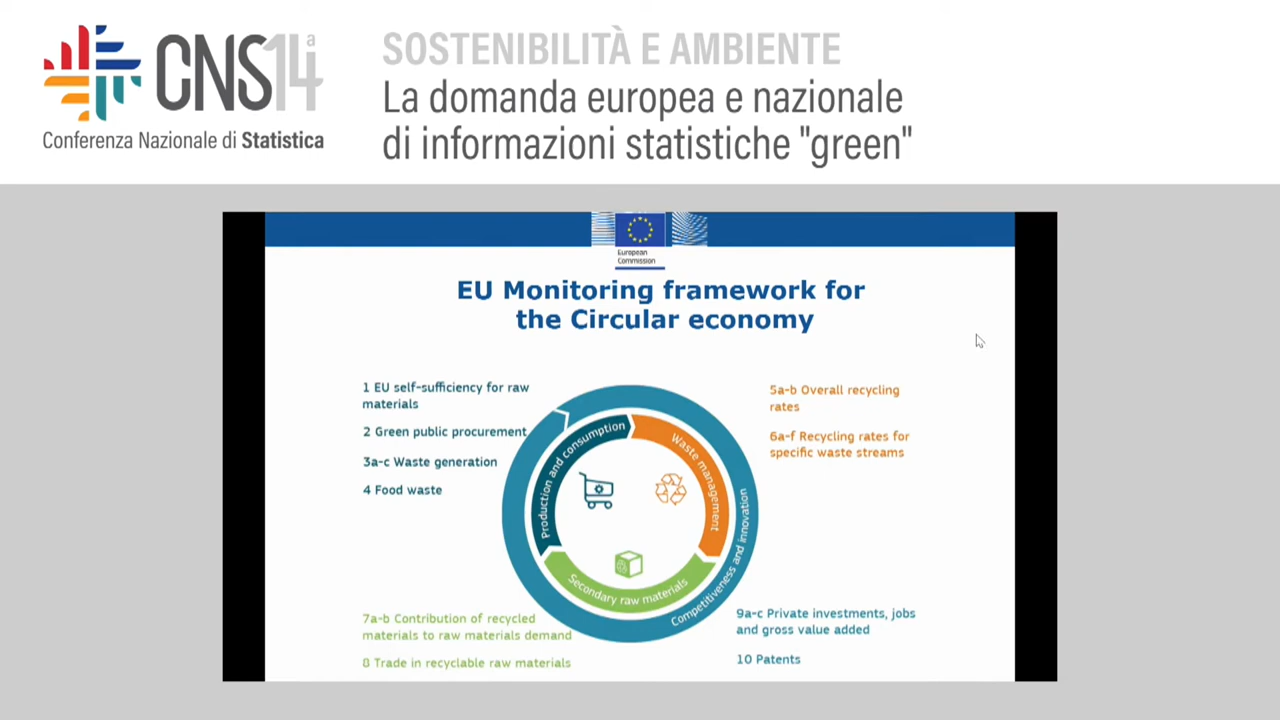 CNS14ª
Conferenza Nazionale di Statistica
SOSTENIBILITÀ E AMBIENTE
La domanda europea e nazionale
di informazioni statistiche "green"
European
Commission
EU Monitoring framework for
the Circular economy
1 EU self-sufficiency for raw
materials
2 Green public procurement
3a-c Waste generation
4 Food waste
5a-b Overall recycling
rates
6a-f Recycling rates for
specific waste streams
Production and consumption
Waste management
Secondary raw materials
Competitiveness and innovation
7a-b Contribution of recycled
materials to raw materials demand
8 Trade in recyclable raw materials
9a-c Private investments, jobs
and gross value added
10 Patents